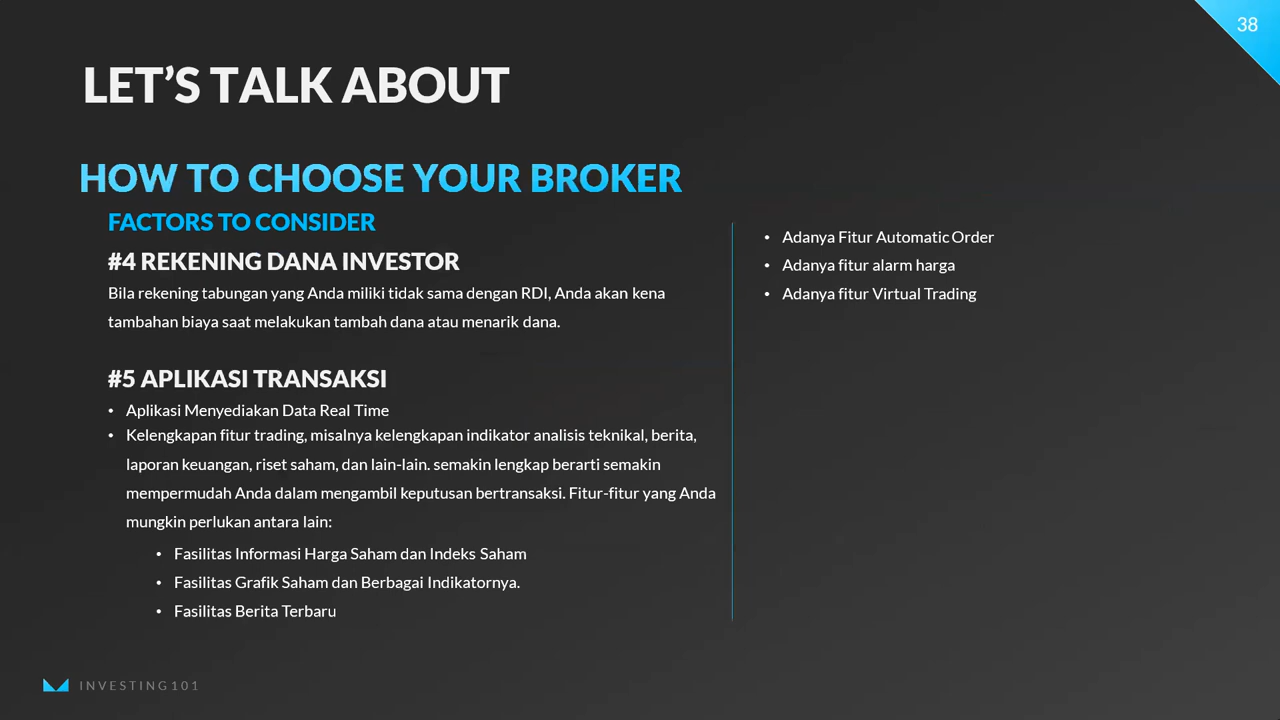 38
LET’S TALK ABOUT
HOW TO CHOOSE YOUR BROKER
FACTORS TO CONSIDER
#4 REKENING DANA INVESTOR
Bila rekening tabungan yang Anda miliki tidak sama dengan RDI, Anda akan kena
tambahan biaya saat melakukan tambah dana atau menarik dana.
#5 APLIKASI TRANSAKSI
• Aplikasi Menyediakan Data Real Time
• Kelengkapan fitur trading, misalnya kelengkapan indikator analisis teknikal, berita,
laporan keuangan, riset saham, dan lain-lain. semakin lengkap berarti semakin
mempermudah Anda dalam mengambil keputusan bertransaksi. Fitur-fitur yang Anda
mungkin perlukan antara lain:
• Fasilitas Informasi Harga Saham dan Indeks Saham
• Fasilitas Grafik Saham dan Berbagai Indikatornya.
• Fasilitas Berita Terbaru
• Adanya Fitur Automatic Order
• Adanya fitur alarm harga
• Adanya fitur Virtual Trading
INVESTING101